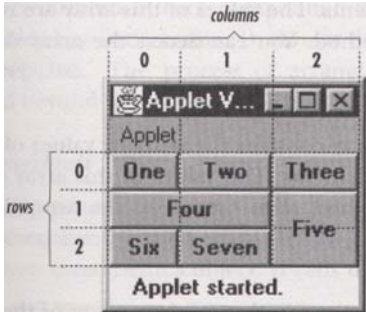 columns
0 1 2
Applet V...
Applet
0 One Two Three
rows 1 Four Five
2 Six Seven
Applet started.